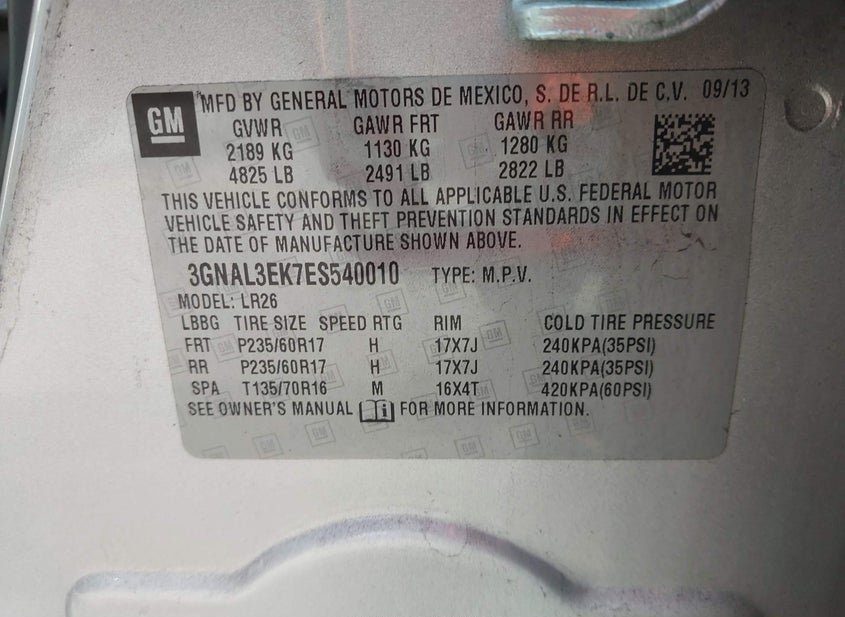 GM MFD BY GENERAL MOTORS DE MEXICO, S. DE R.L. DE C.V. 09/13
GVWR GAWR FRT GAWR RR
2189 KG 1130 KG 1280 KG
4825 LB 2491 LB 2822 LB
THIS VEHICLE CONFORMS TO ALL APPLICABLE U.S. FEDERAL MOTOR
VEHICLE SAFETY AND THEFT PREVENTION STANDARDS IN EFFECT ON
THE DATE OF MANUFACTURE SHOWN ABOVE.
3GNAL3EK7ES540010 TYPE: M.P.V.
MODEL: LR26
LBBG TIRE SIZE SPEED RTG RIM COLD TIRE PRESSURE
FRT P235/60R17 H 17X7J 240KPA(35PSI)
RR P235/60R17 H 17X7J 240KPA(35PSI)
SPA T135/70R16 M 16X4T 420KPA(60PSI)
SEE OWNER'S MANUAL FOR MORE INFORMATION.